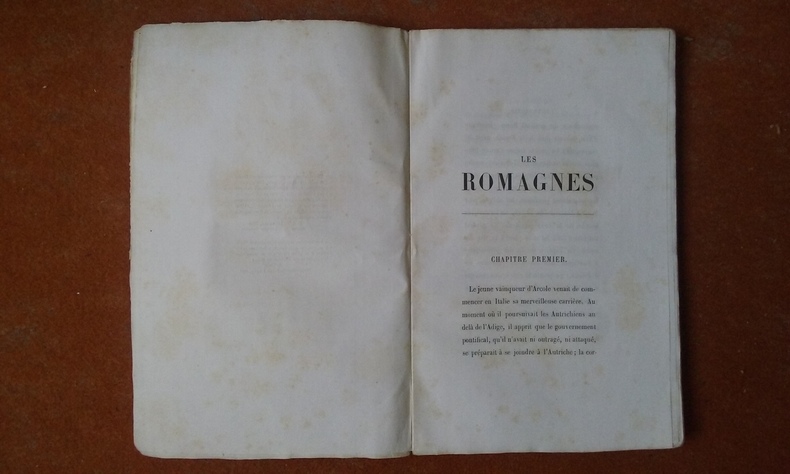 LES
ROMAGNES
CHAPITRE PREMIER.
Le jeune vainqueur d'Arcole venait de com-
mencer en Italie sa merveilleuse carrière. Au
moment où il poursuivait les Autrichiens au
delà de l'Adige, il apprit que le gouvernement
pontifical, qu'il n'avait ni outragé, ni attaqué,
se préparait à se joindre à l'Autriche; la cor-